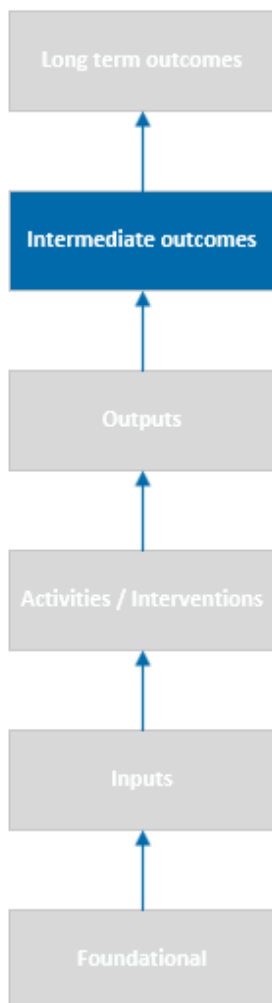 Long term outcomes
Intermediate outcomes
Outputs
Activities / Interventions
Inputs
Foundational